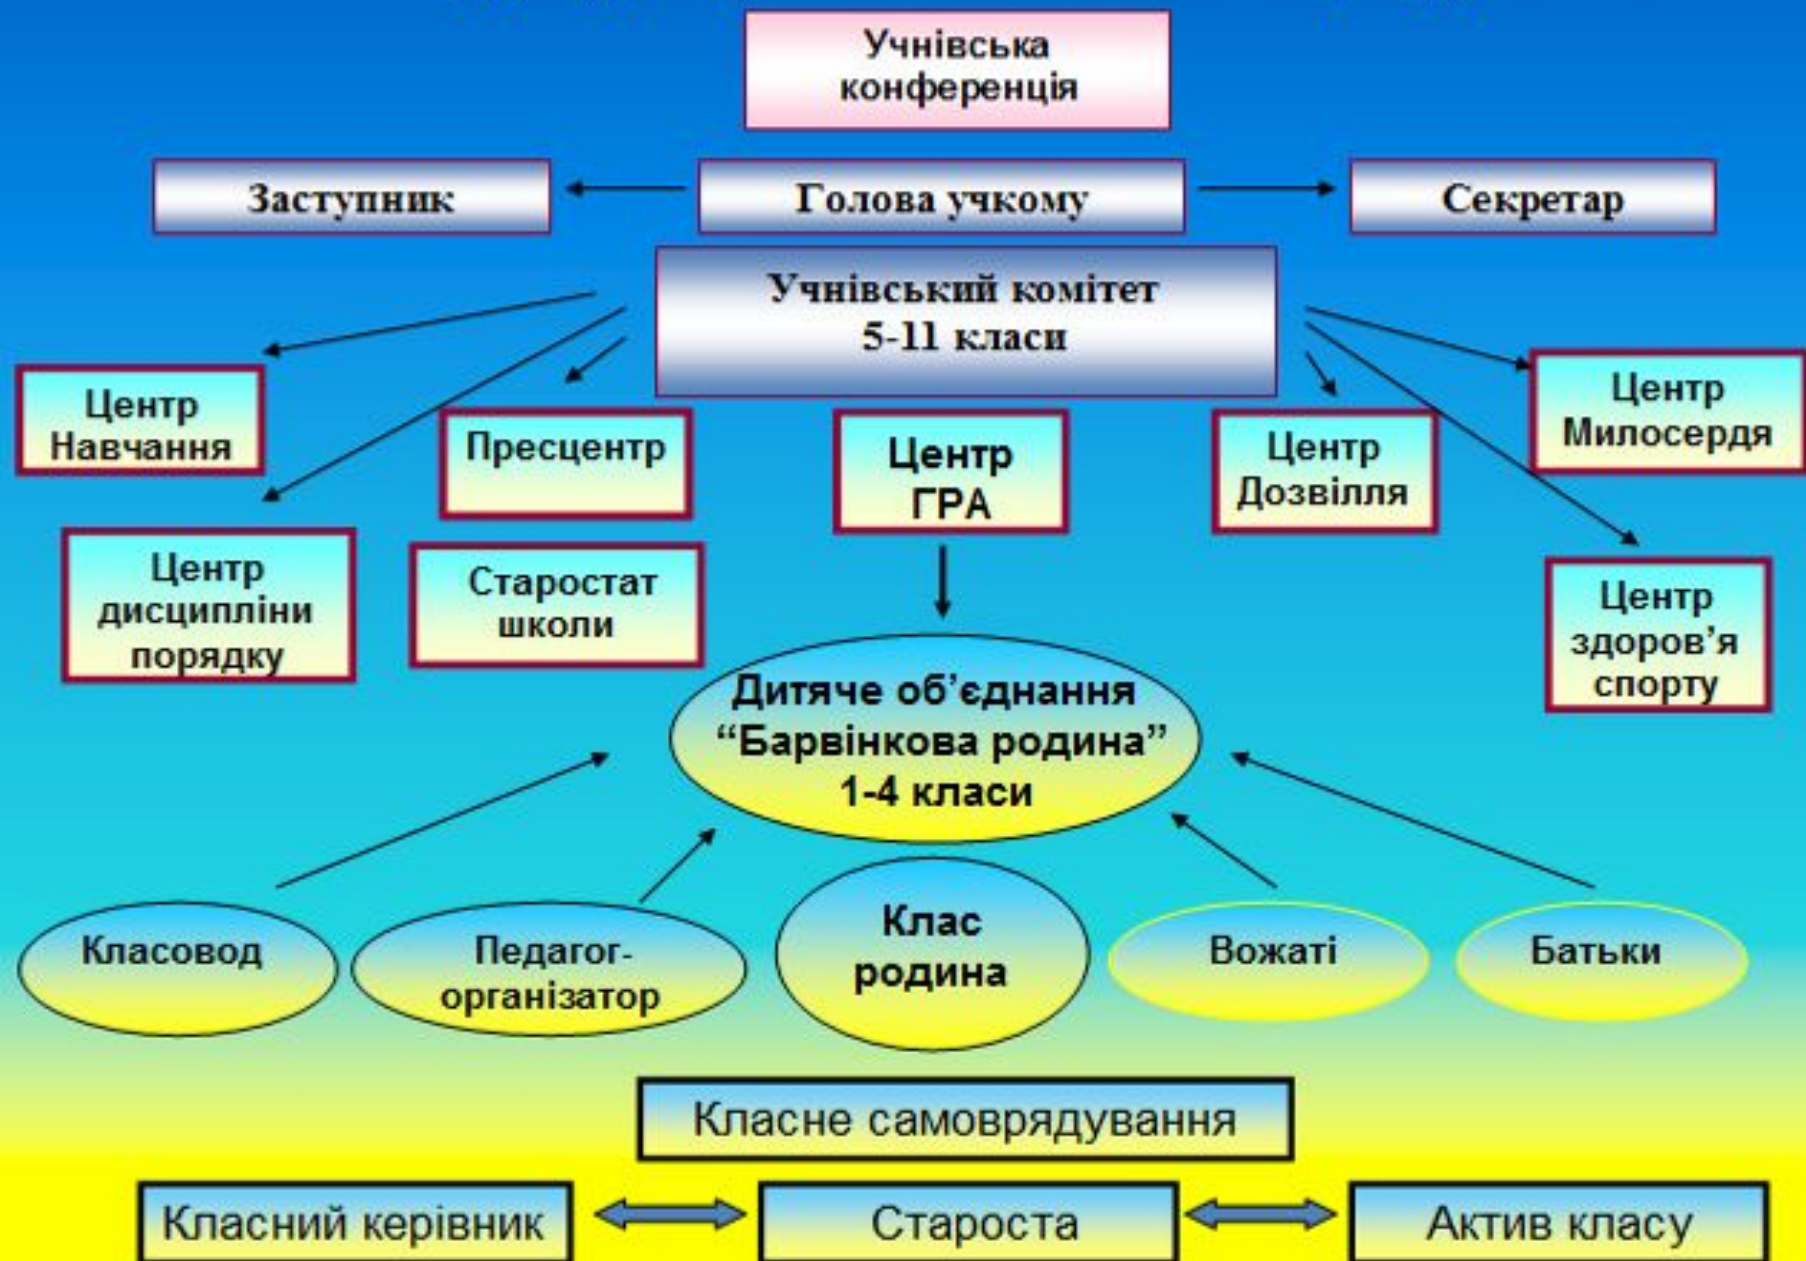 Учнівська
конференція
Заступник
Голова учкому
Секретар
Учнівський комітет
5-11 класи
Центр
Навчання
Пресцентр
Центр
ГРА
Центр
Дозвілля
Центр
Милосердя
Центр
дисципліни
порядку
Старостат
школи
Центр
здоров’я
спорту
Дитяче об’єднання
“Барвінкова родина”
1-4 класи
Класовод
Педагог-
організатор
Клас
родина
Вожаті
Батьки
Класне самоврядування
Класний керівник
Староста
Актив класу